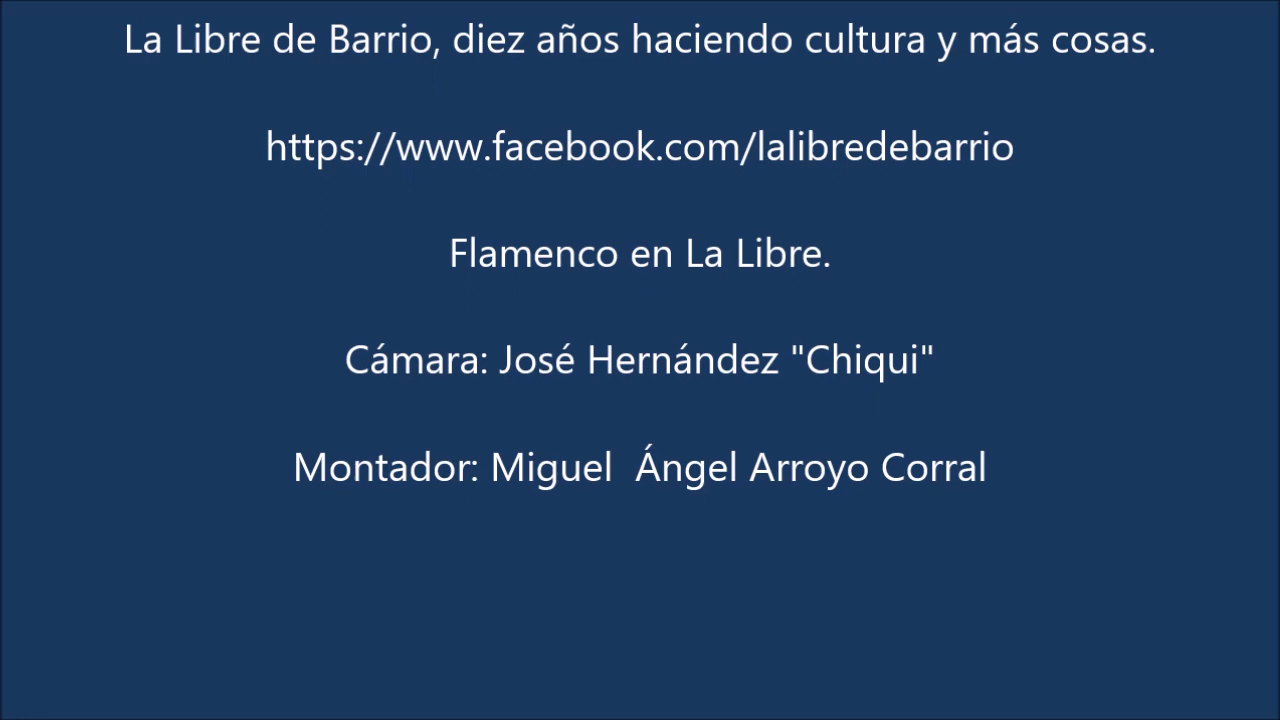 La Libre de Barrio, diez años haciendo cultura y más cosas.
https://www.facebook.com/lalibredebarrio
Flamenco en La Libre.
Cámara: José Hernández "Chiqui"
Montador: Miguel  Ángel Arroyo Corral